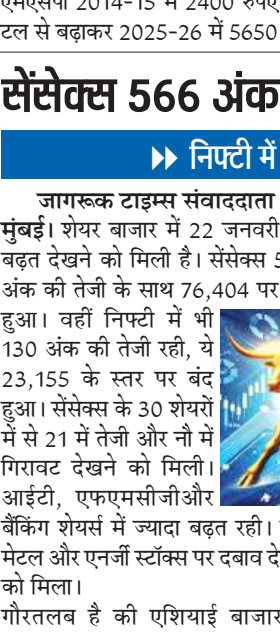 एमएसपी 2014-15 में 2400 रुपए
टल से बढ़ाकर 2025-26 में 5650
सेंसेक्स 566 अंक
निफ्टी में
जागरूक टाइम्स संवाददाता
मुंबई। शेयर बाजार में 22 जनवरी
बढ़त देखने को मिली है। सेंसेक्स 5
अंक की तेजी के साथ 76,404 पर
हुआ। वहीं निफ्टी में भी
130 अंक की तेजी रही, ये
23,155 के स्तर पर बंद
हुआ। सेंसेक्स के 30 शेयरों
में से 21 में तेजी और नौ में
गिरावट देखने को मिली।
आईटी, एफएमसीजीऔर
बैंकिंग शेयर्स में ज्यादा बढ़त रही।
मेटल और एनर्जी स्टॉक्स पर दबाव दे
को मिला।
गौरतलब है की एशियाई बाजार